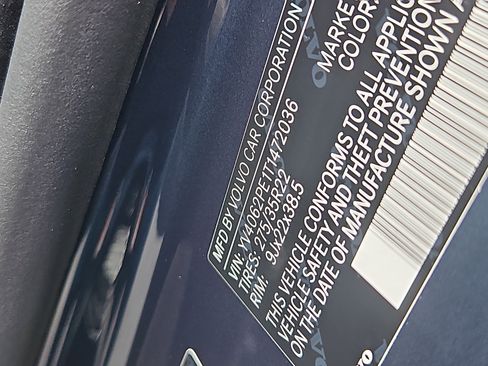 MFD BY VOLVO CAR CORPORATION
VIN: YV4062PE1T1472036
TIRES: 275/35R22
RIM: 9Jx22x38.5
MARKE
COLOR
THIS VEHICLE CONFORMS TO ALL APPLIC
VEHICLE SAFETY AND THEFT PREVENTION
ON THE DATE OF MANUFACTURE SHOWN A